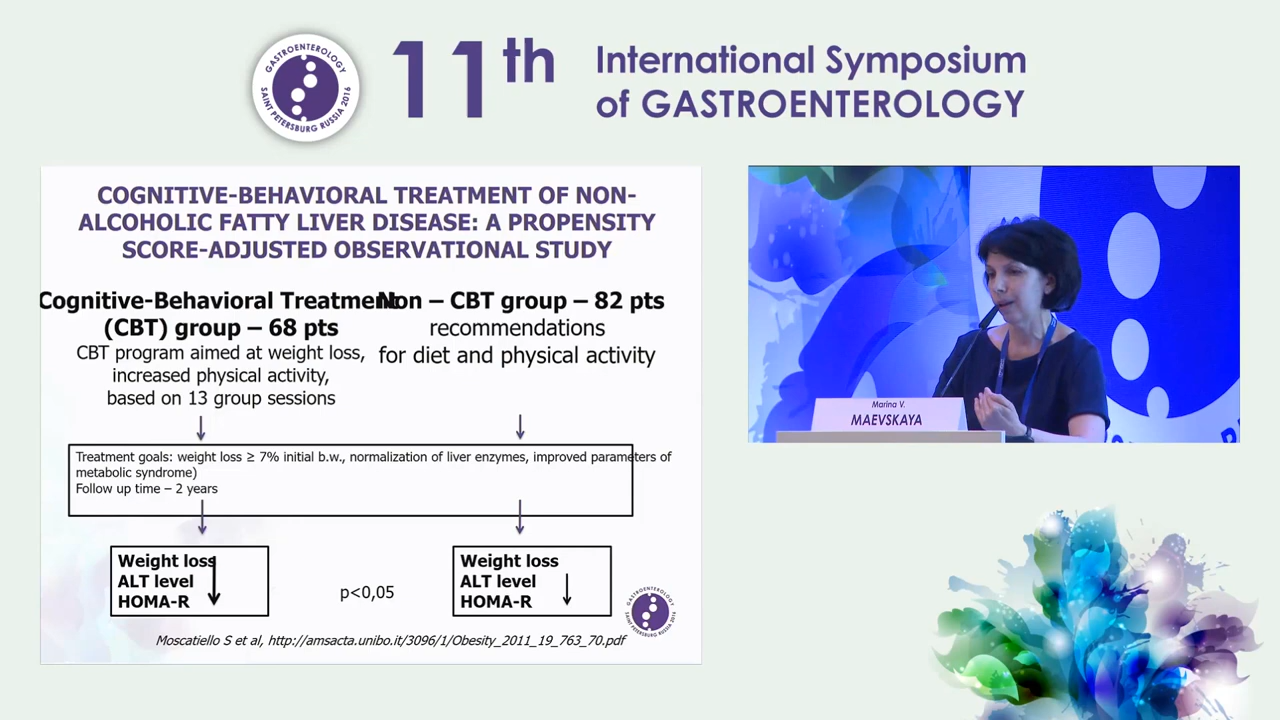 GASTROENTEROLOGY
SAINT PETERSBURG RUSSIA 2016
11th
International Symposium
of GASTROENTEROLOGY
COGNITIVE-BEHAVIORAL TREATMENT OF NON-
ALCOHOLIC FATTY LIVER DISEASE: A PROPENSITY
SCORE-ADJUSTED OBSERVATIONAL STUDY
Cognitive-Behavioral Treatment
(CBT) group – 68 pts
CBT program aimed at weight loss,
increased physical activity,
based on 13 group sessions
Non – CBT group – 82 pts
recommendations
for diet and physical activity
Treatment goals: weight loss ≥ 7% initial b.w., normalization of liver enzymes, improved parameters of
metabolic syndrome)
Follow up time – 2 years
Weight loss
ALT level
HOMA-R
p<0,05
Weight loss
ALT level
HOMA-R
GASTROENTEROLOGY
SAINT PETERSBURG RUSSIA 2016
Moscatiello S et al, http://amsacta.unibo.it/3096/1/Obesity_2011_19_763_70.pdf
Marina V.
MAEVSKAYA